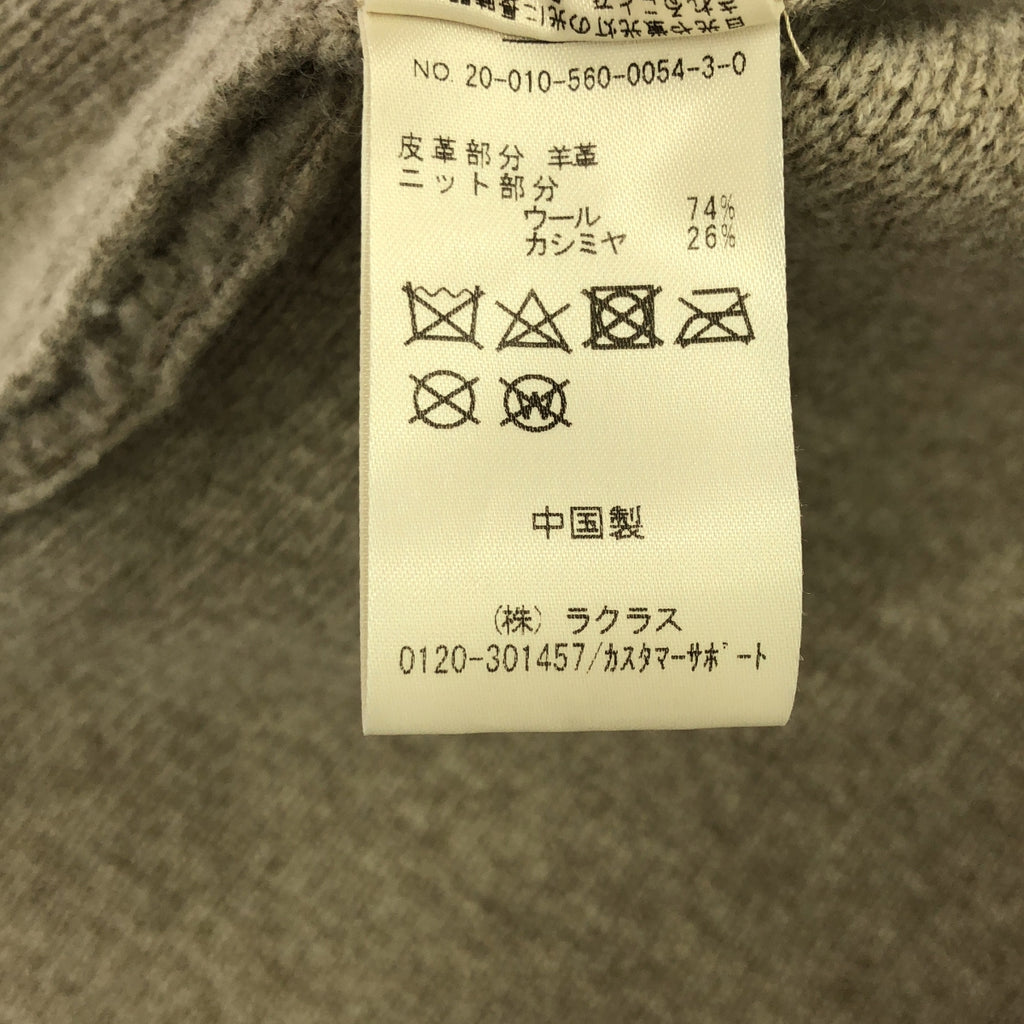 NO. 20-010-560-0054-3-0
皮革部分 羊革
ニット部分
ウール 74%
カシミヤ 26%
W
中国製
(株) ラクラス
0120-301457/カスタマーサポート